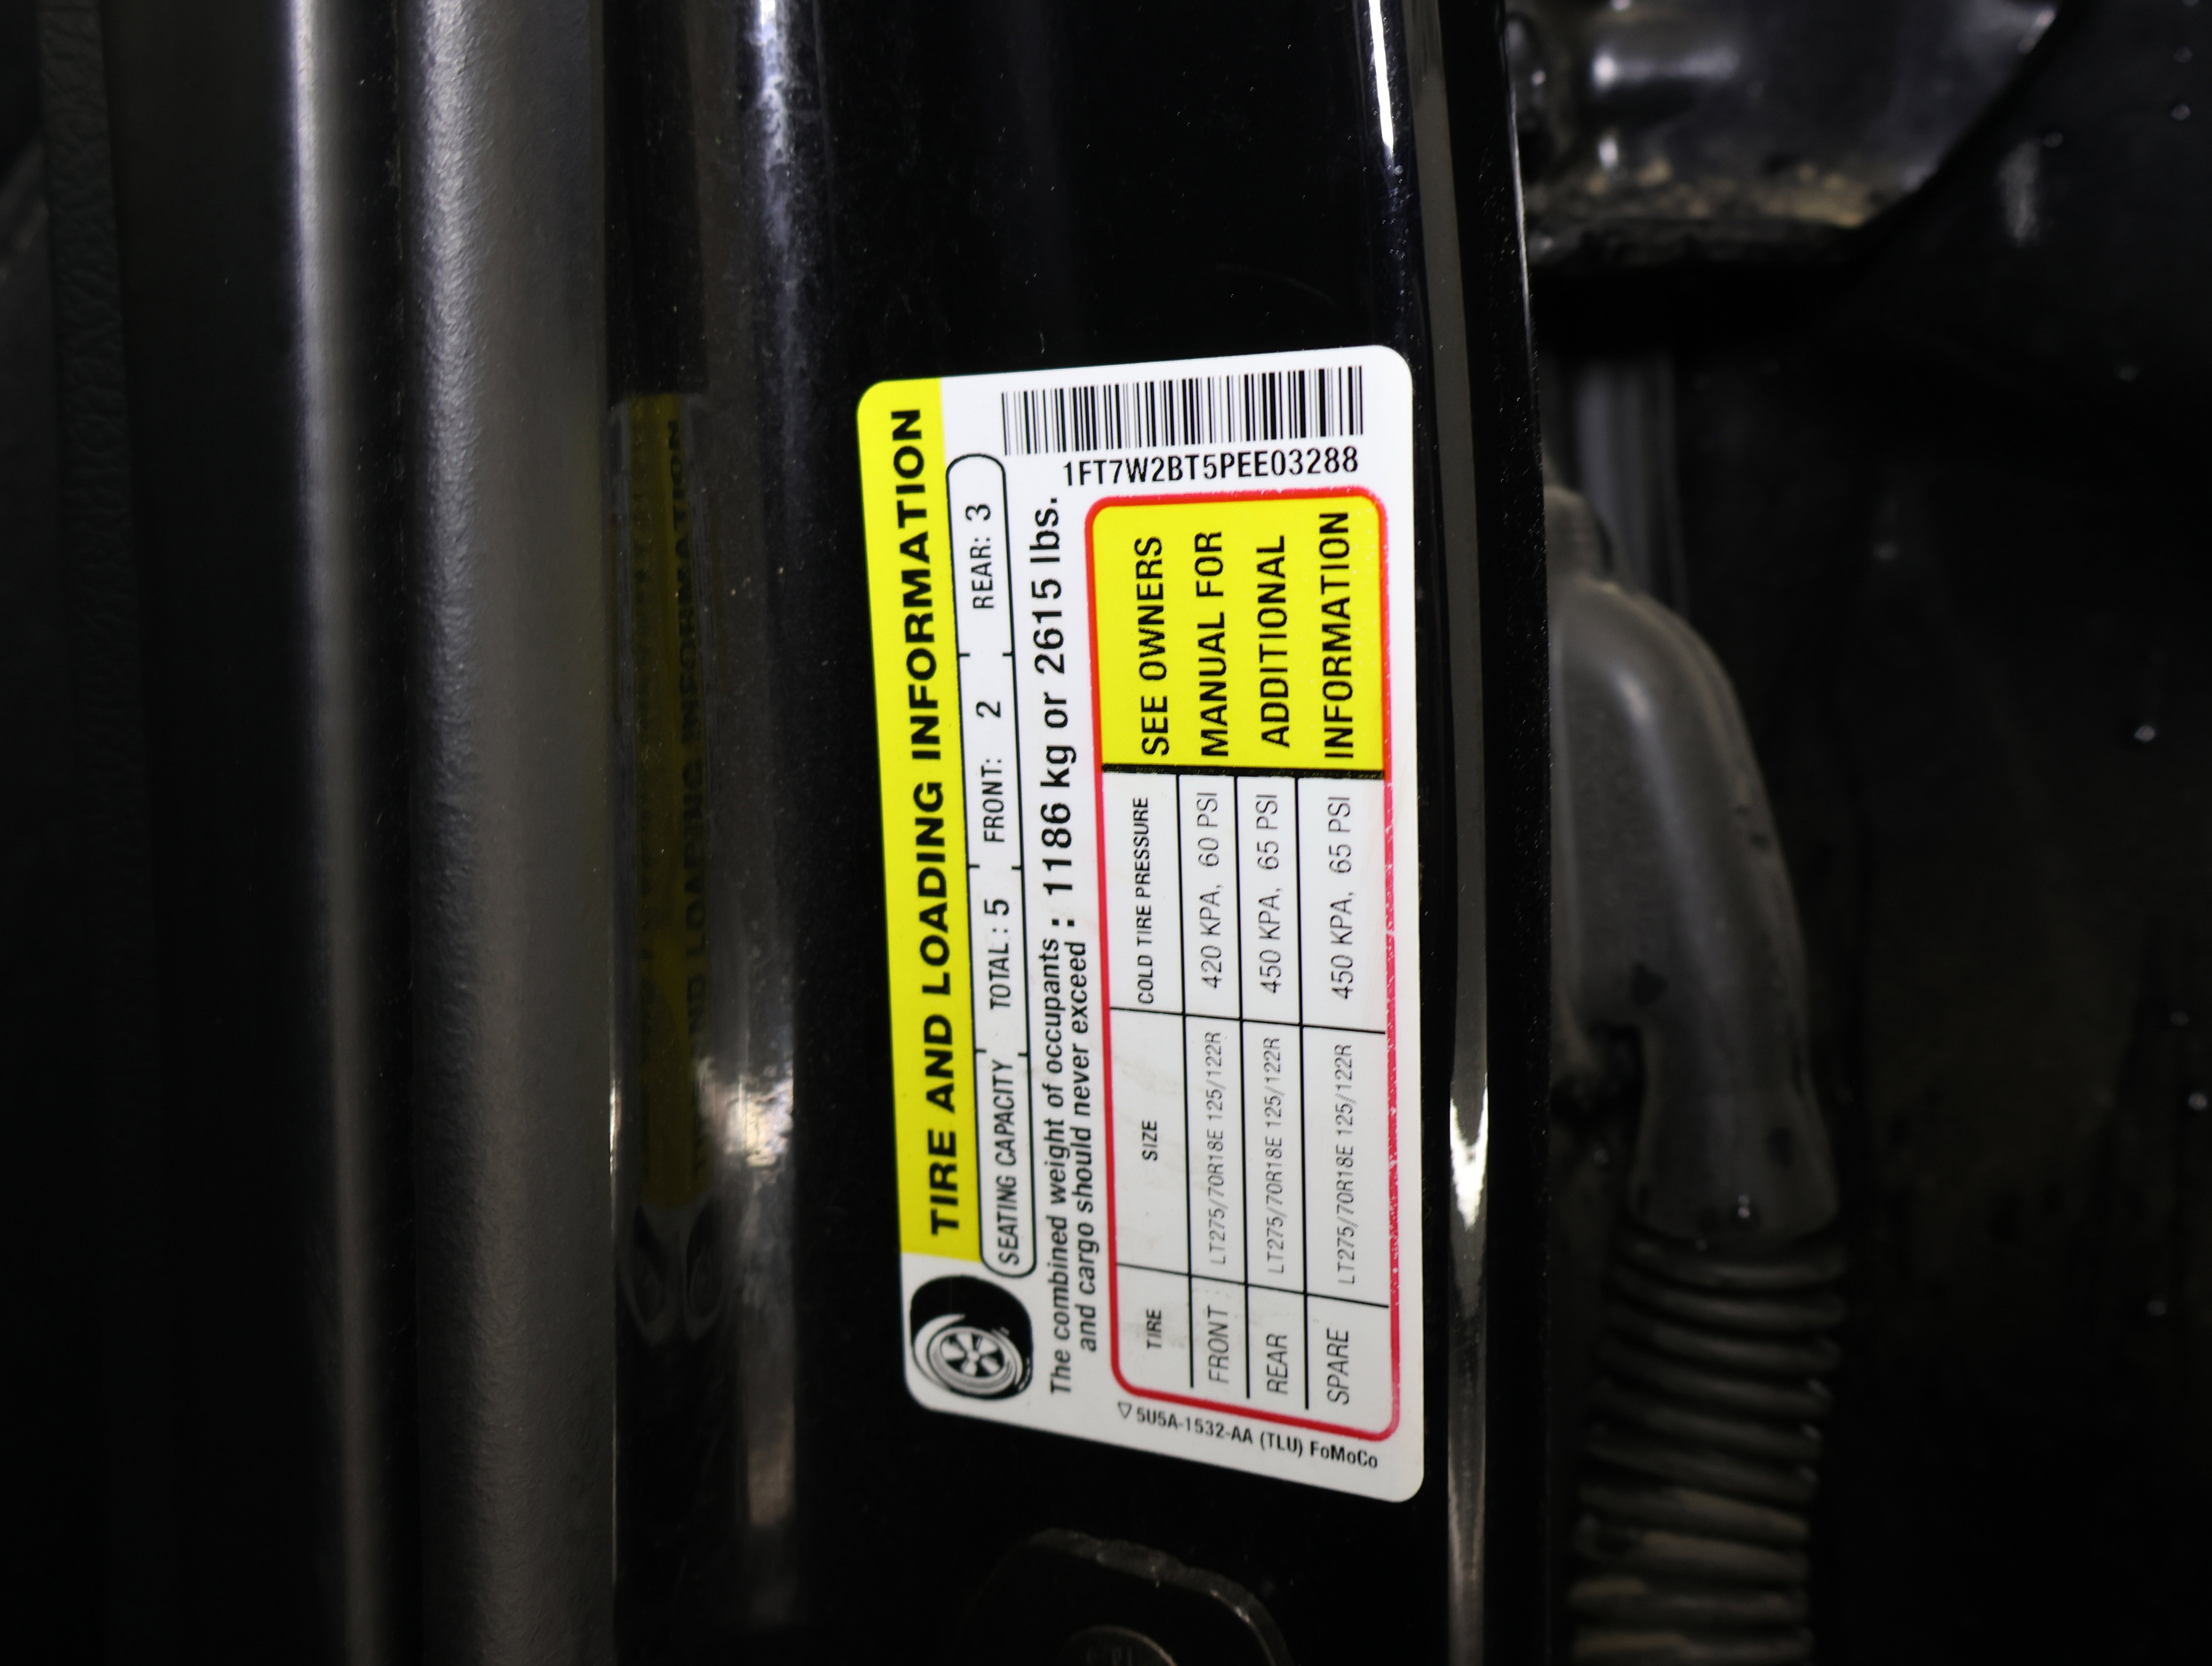 TIRE AND LOADING INFORMATION
SEATING CAPACITY TOTAL : 5 FRONT: 2 REAR: 3
The combined weight of occupants
and cargo should never exceed : 1186 kg or 2615 lbs.
1FT7W2BT5PEE03288
TIRE SIZE COLD TIRE PRESSURE
FRONT LT275/70R18E 125/122R 420 KPA, 60 PSI
REAR LT275/70R18E 125/122R 450 KPA, 65 PSI
SPARE LT275/70R18E 125/122R 450 KPA, 65 PSI
SEE OWNERS
MANUAL FOR
ADDITIONAL
INFORMATION
5U5A-1532-AA (TLU) FoMoCo